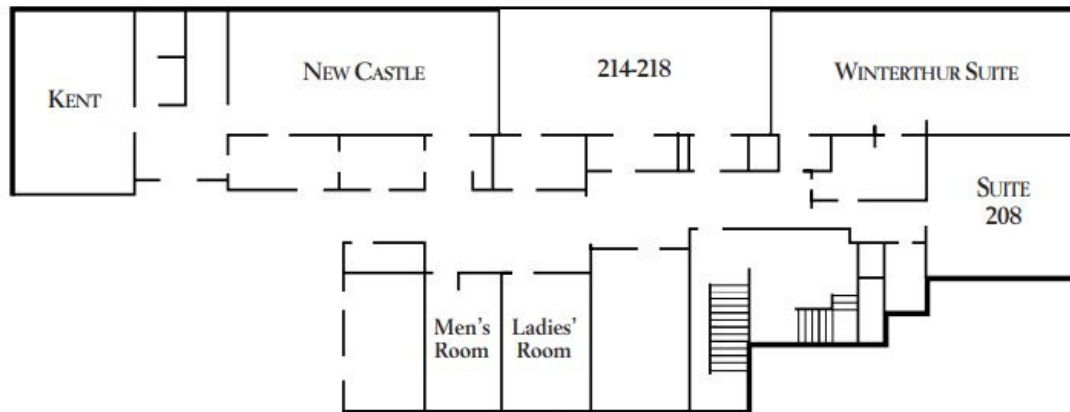 KENT
NEW CASTLE
214-218
WINTERTHUR SUITE
SUITE
208
Men's
Room
Ladies'
Room